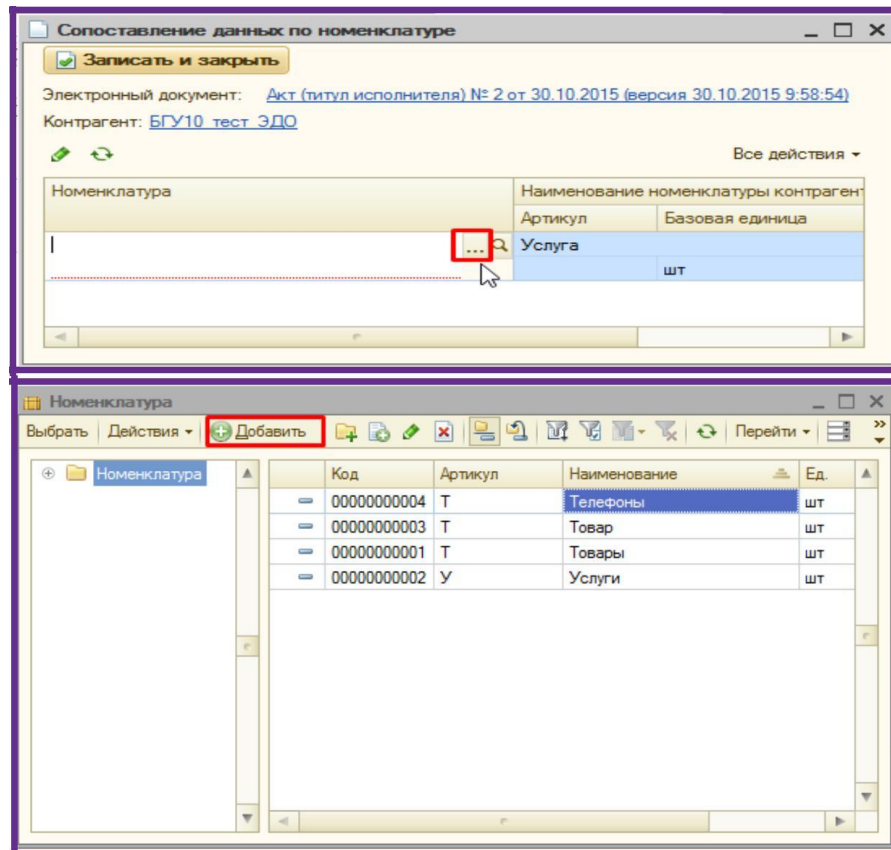 Сопоставление данных по номенклатуре
Записать и закрыть
Электронный документ: Акт (титул исполнителя) № 2 от 30.10.2015 (версия 30.10.2015 9:58:54)
Контрагент: БГУ10_тест_ЭДО
Все действия
Номенклатура Наименование номенклатуры контрагент
Артикул Базовая единица
... Услуга
шт
Номенклатура
Выбрать Действия Добавить Перейти
Номенклатура Код Артикул Наименование Ед.
00000000004 Т Телефоны шт
00000000003 Т Товар шт
00000000001 Т Товары шт
00000000002 У Услуги шт